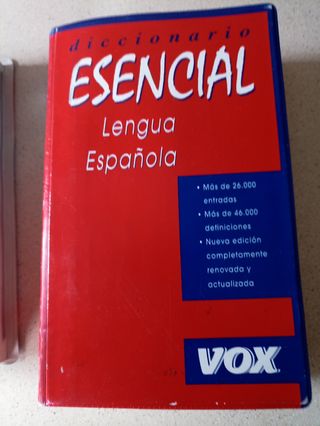 diccionario
ESENCIAL
Lengua
Española
• Más de 26.000
entradas
• Más de 46.000
definiciones
• Nueva edición
completamente
renovada y
actualizada
VOX